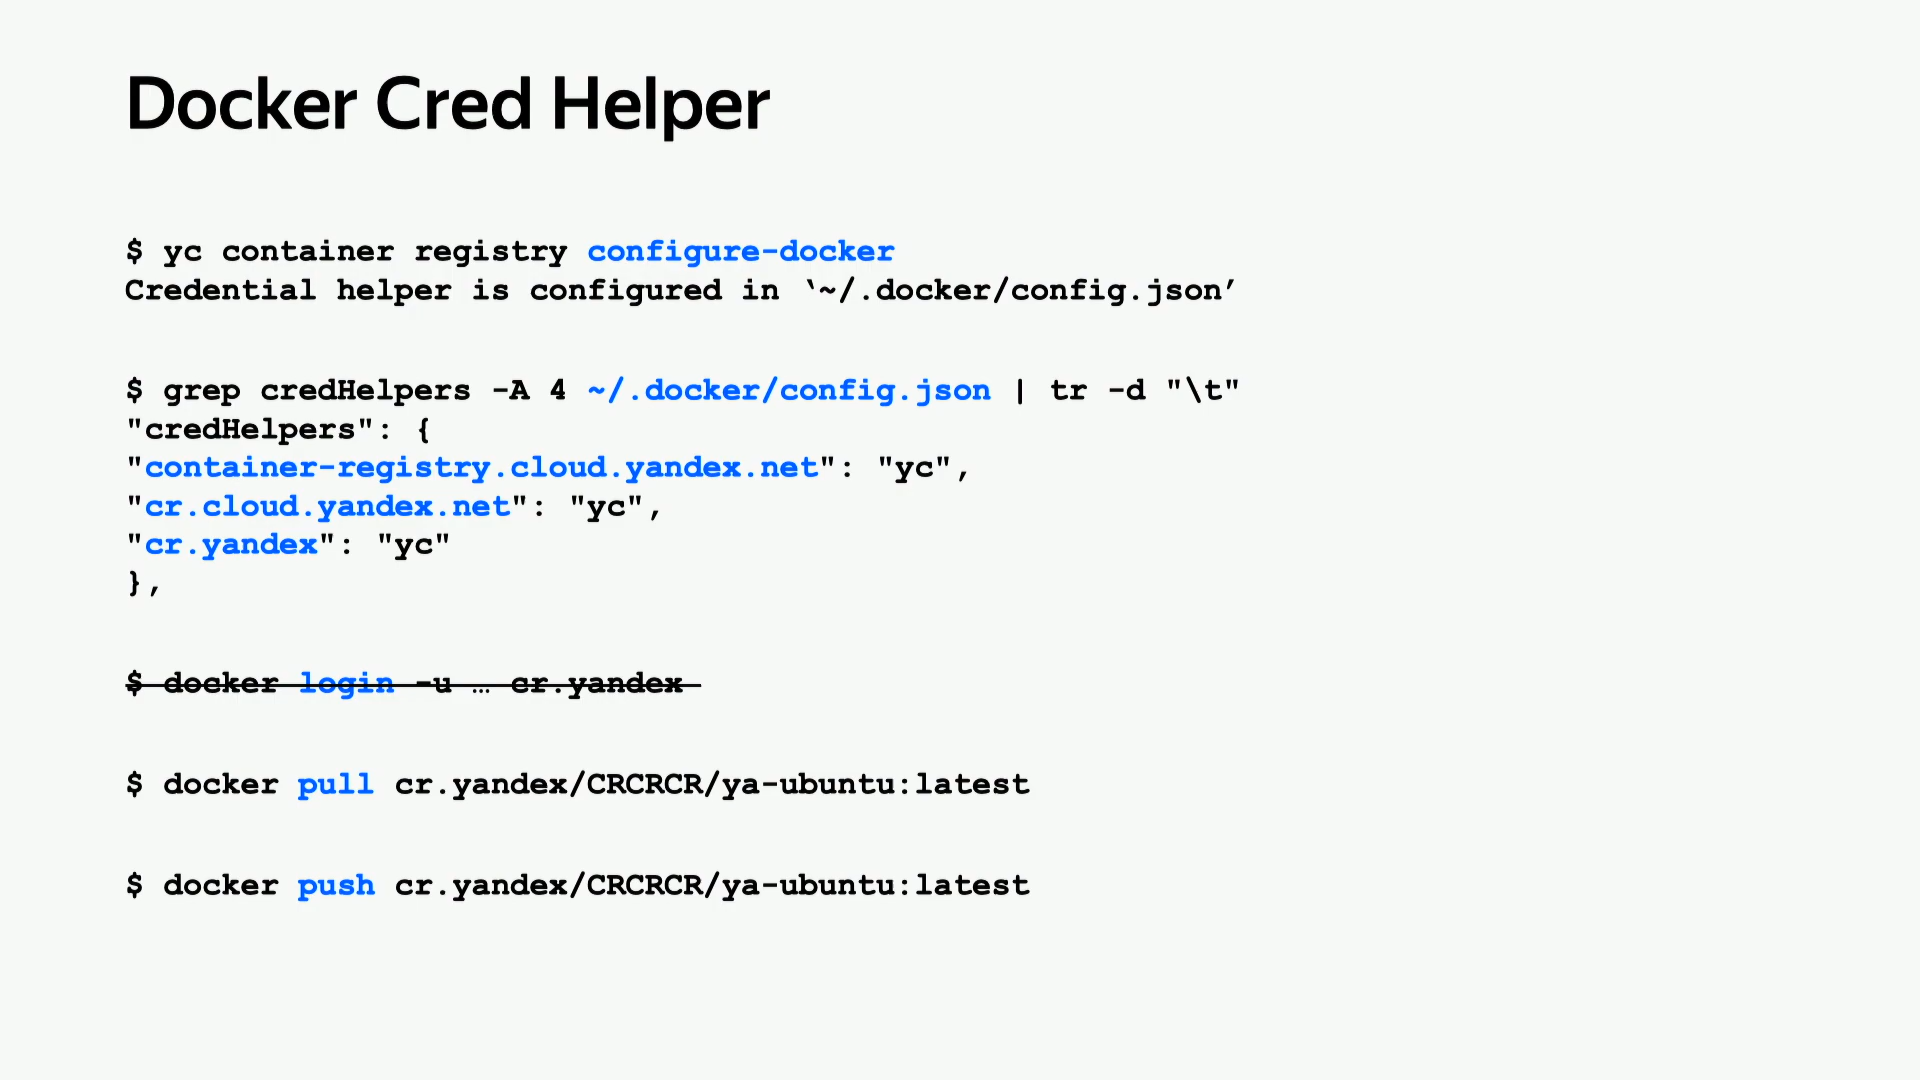 Docker Cred Helper
$ yc container registry configure-docker
Credential helper is configured in ‘~/.docker/config.json’
$ grep credHelpers -A 4 ~/.docker/config.json | tr -d "\t"
"credHelpers": {
"container-registry.cloud.yandex.net": "yc",
"cr.cloud.yandex.net": "yc",
"cr.yandex": "yc"
},
$ docker login -u … cr.yandex
$ docker pull cr.yandex/CRCRCR/ya-ubuntu:latest
$ docker push cr.yandex/CRCRCR/ya-ubuntu:latest